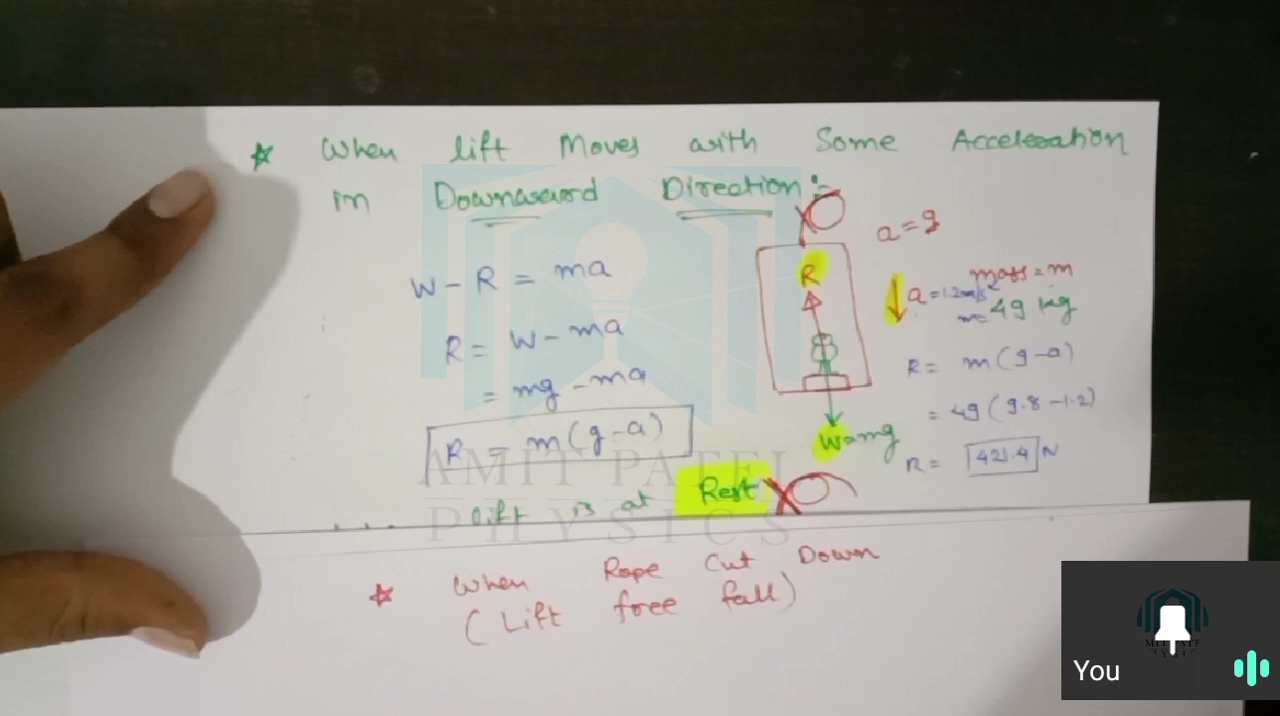 ☆ When lift Moves with Some Acceleration
in Downward Direction :-
W - R = ma
R = W - ma
= mg - ma
R = m(g-a)
R
W=mg
a = g
mass = m
a = 1.2m/s²
m = 49 kg
R = m(g-a)
= 49(9.8-1.2)
R = 421.4 N
lift is at Rest
☆ When Rope Cut Down
(Lift free fall)
AMIT PATEL
PHYSICS
You